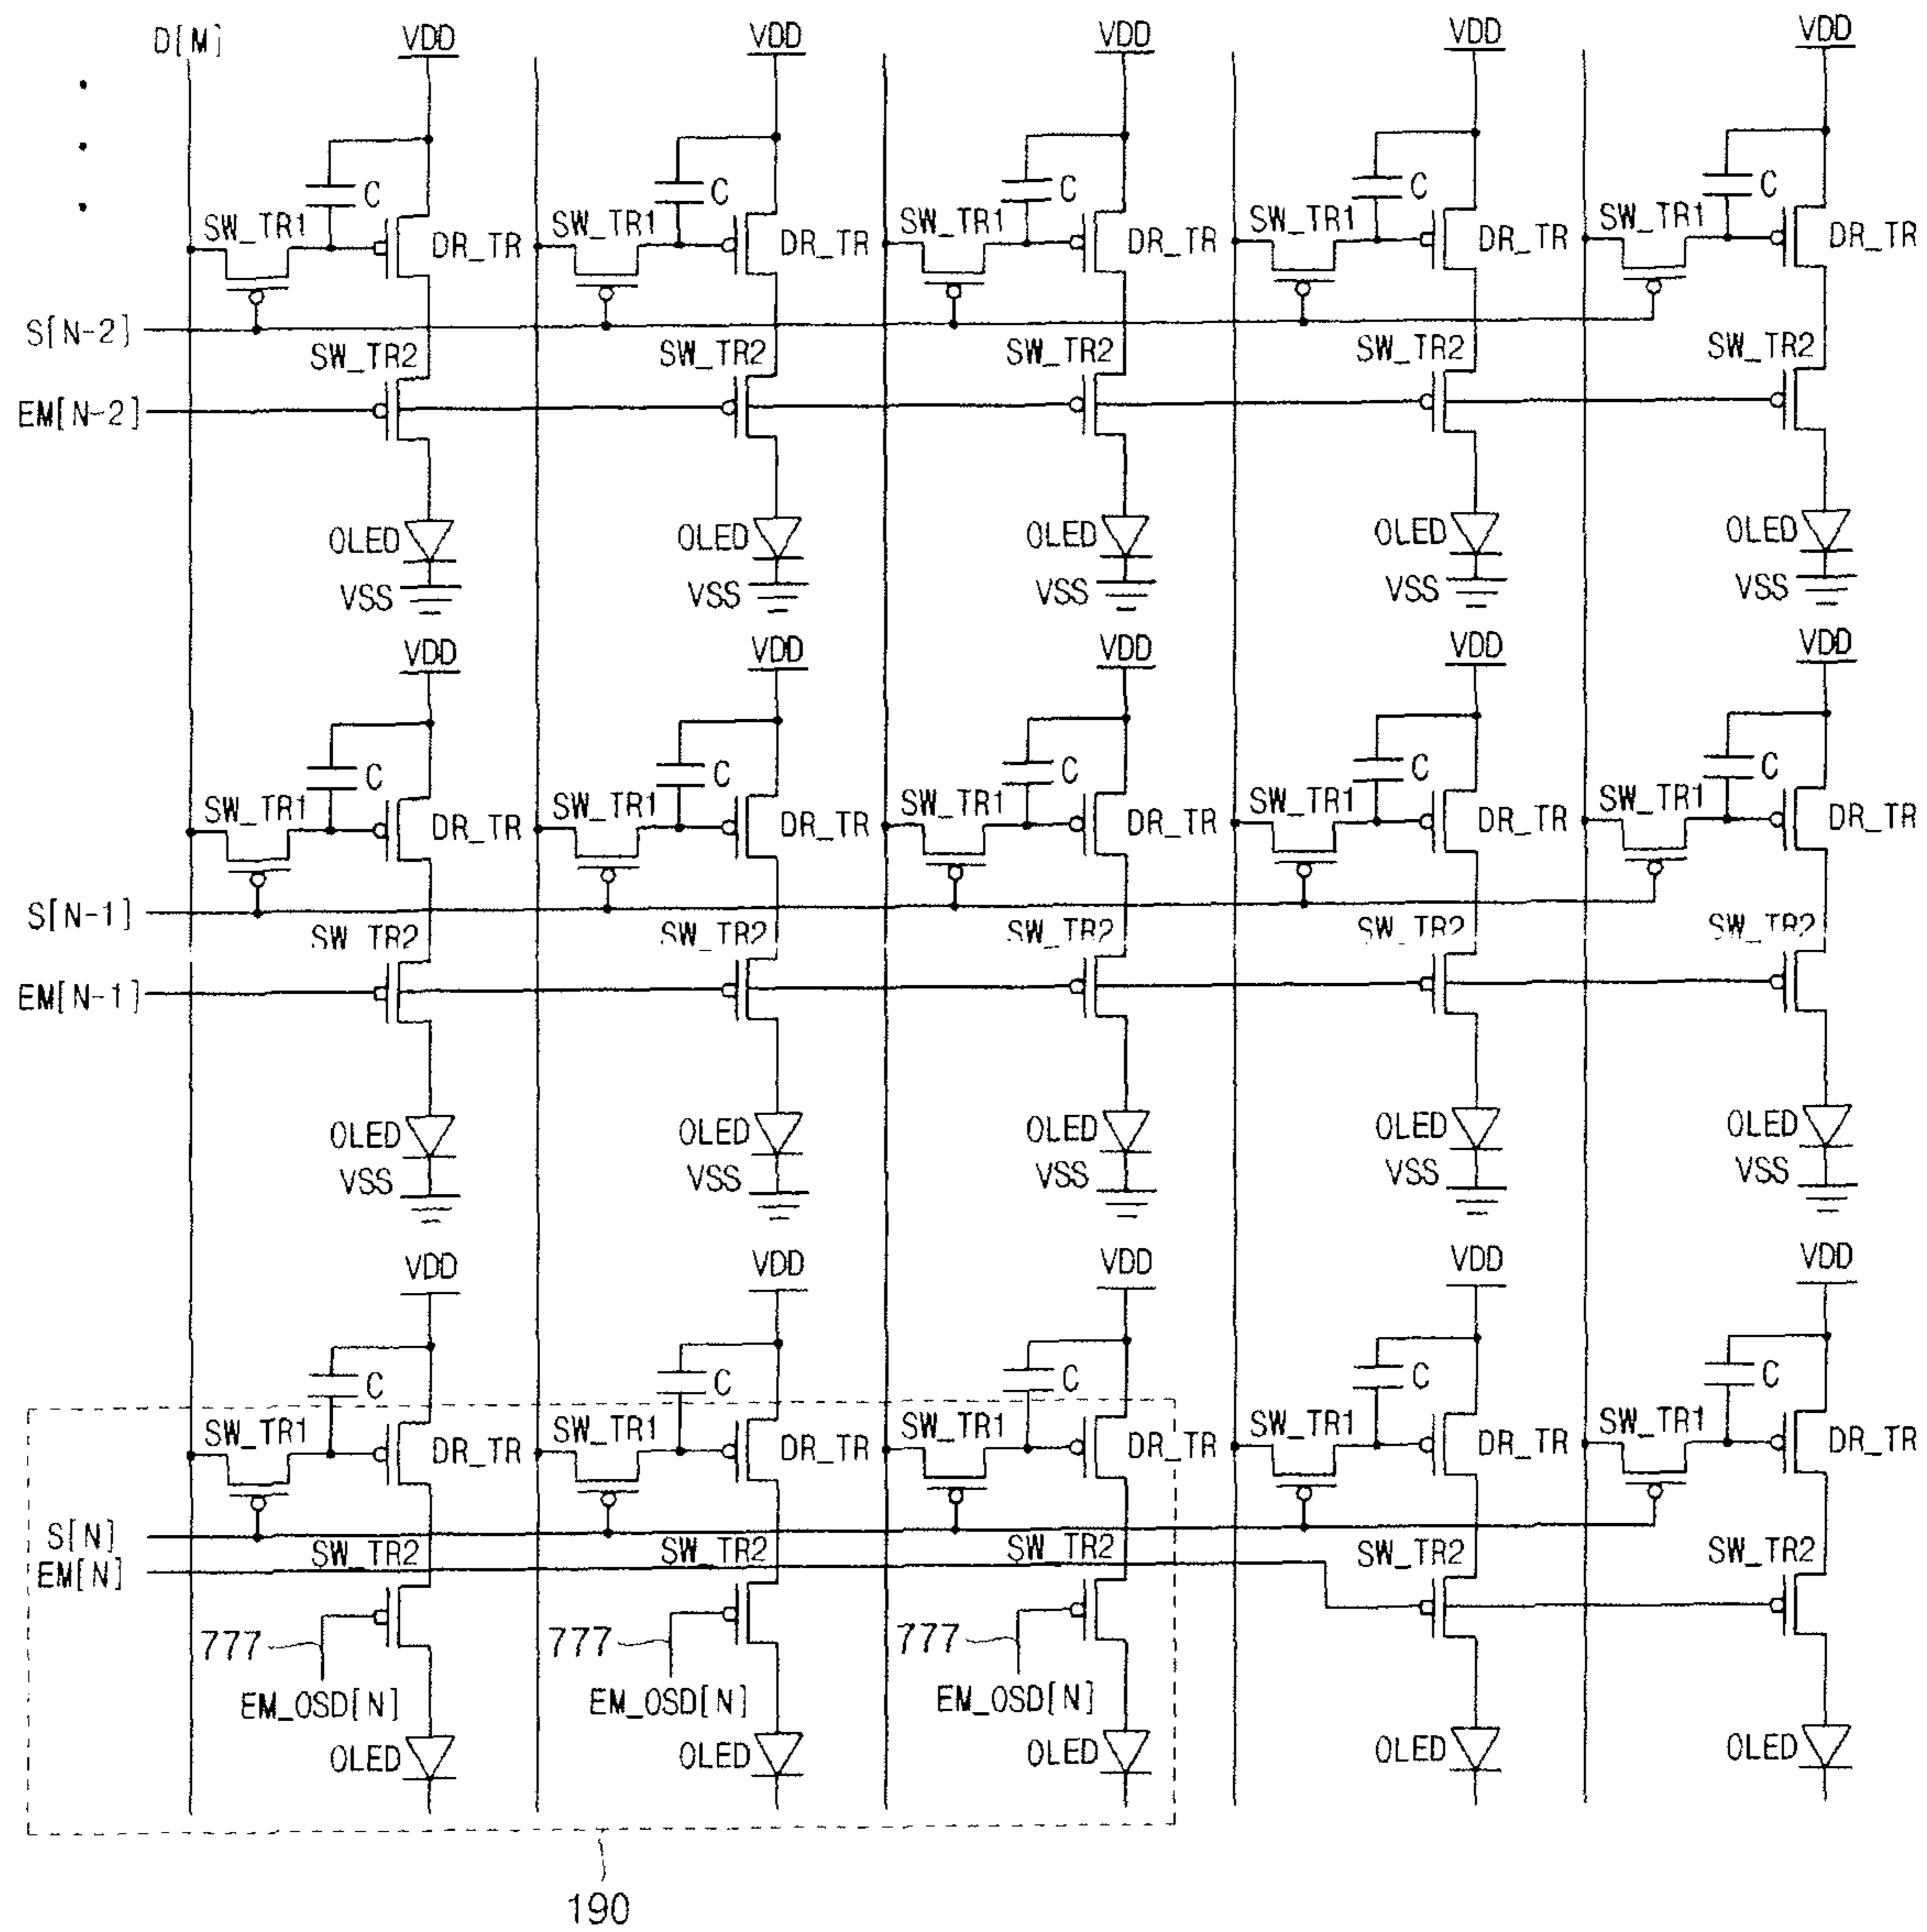 D[M] VDD VDD VDD VDD VDD
C C C C C
SW_TR1 DR_TR SW_TR1 DR_TR SW_TR1 DR_TR SW_TR1 DR_TR SW_TR1 DR_TR
S[N-2]
SW_TR2 SW_TR2 SW_TR2 SW_TR2 SW_TR2
EM[N-2]
OLED OLED OLED OLED OLED
VSS VSS VSS VSS VSS
VDD VDD VDD VDD VDD
C C C C C
SW_TR1 DR_TR SW_TR1 DR_TR SW_TR1 DR_TR SW_TR1 DR_TR SW_TR1 DR_TR
S[N-1]
SW_TR2 SW_TR2 SW_TR2 SW_TR2 SW_TR2
EM[N-1]
OLED OLED OLED OLED OLED
VSS VSS VSS VSS VSS
VDD VDD VDD VDD VDD
C C C C C
SW_TR1 DR_TR SW_TR1 DR_TR SW_TR1 DR_TR SW_TR1 DR_TR SW_TR1 DR_TR
S[N]
SW_TR2 SW_TR2 SW_TR2 SW_TR2 SW_TR2
EM[N]
777 777 777
EM_OSD[N] EM_OSD[N] EM_OSD[N]
OLED OLED OLED OLED OLED
190